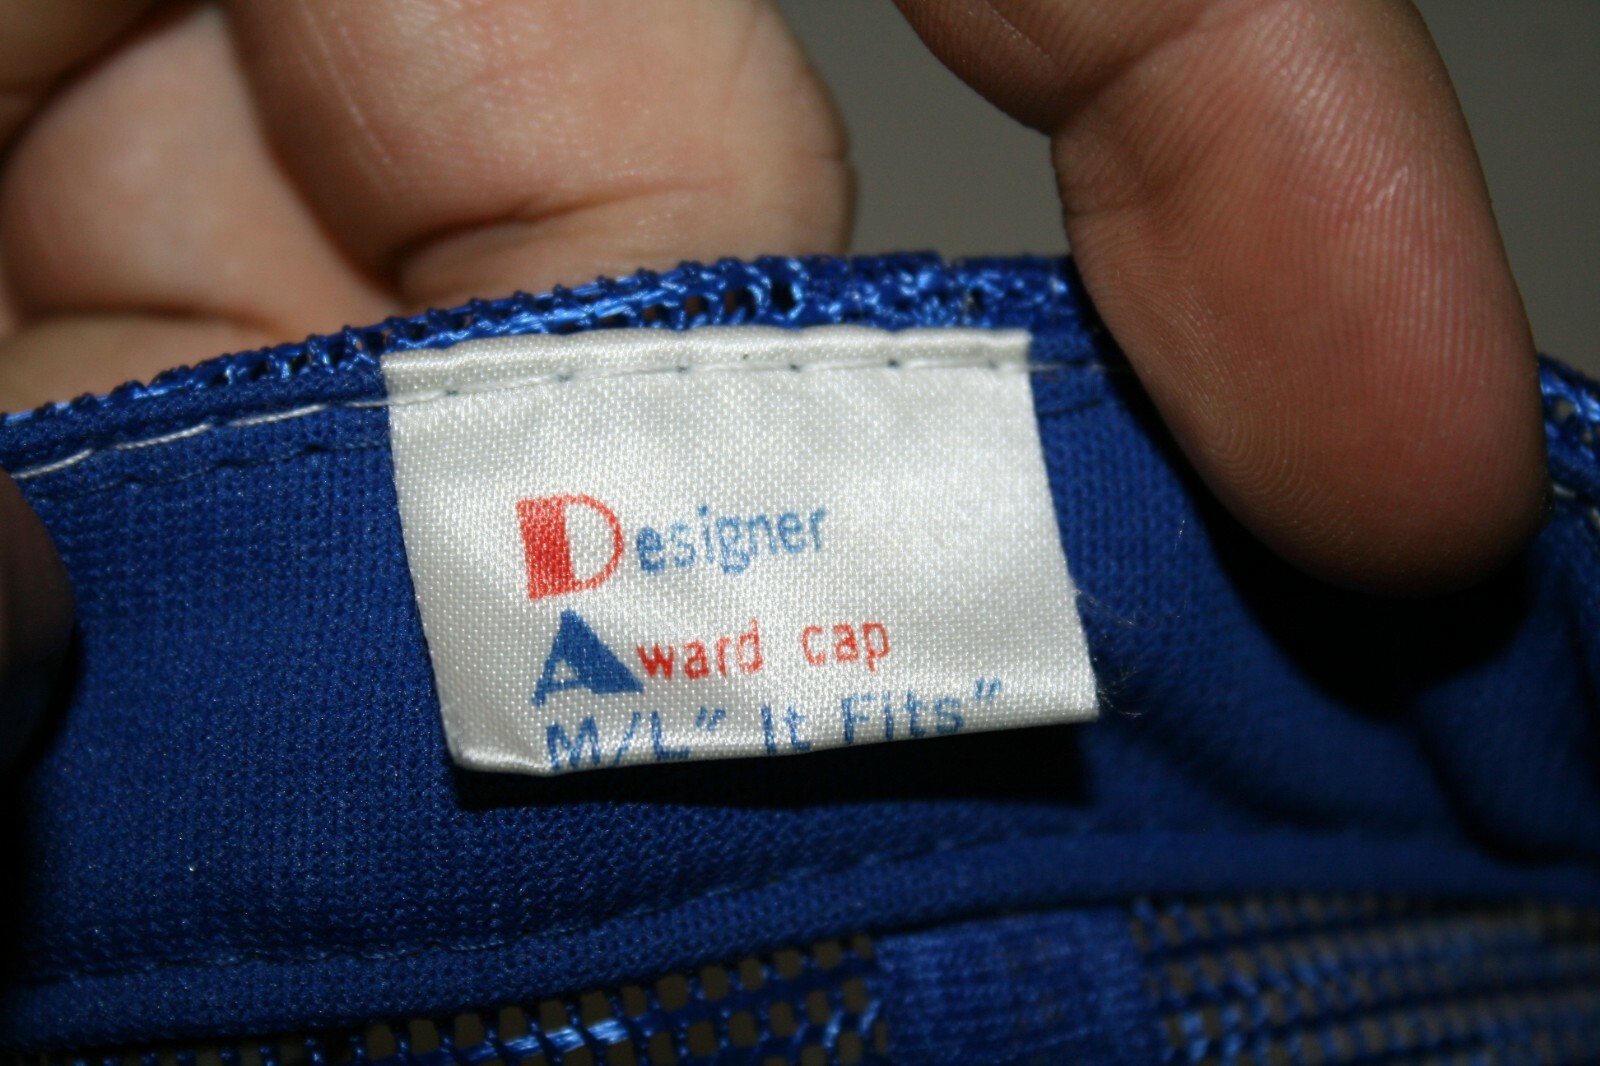 Designer
Award cap
M/L" It Fits"